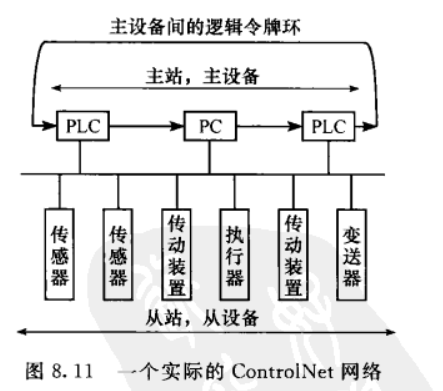 主设备间的逻辑令牌环
主站，主设备
PLC
PC
PLC
传感器
传感器
传动装置
执行器
传动装置
变送器
从站，从设备
图 8.11 一个实际的 ControlNet 网络